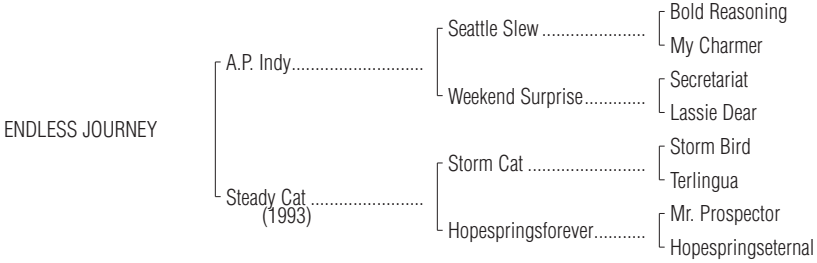 Bold Reasoning
Seattle Slew ......................
My Charmer
A.P. Indy............................
Secretariat
Weekend Surprise.............
Lassie Dear
ENDLESS JOURNEY
Storm Bird
Storm Cat .........................
Terlingua
Steady Cat ........................
(1993)
Mr. Prospector
Hopespringsforever...........
Hopespringseternal